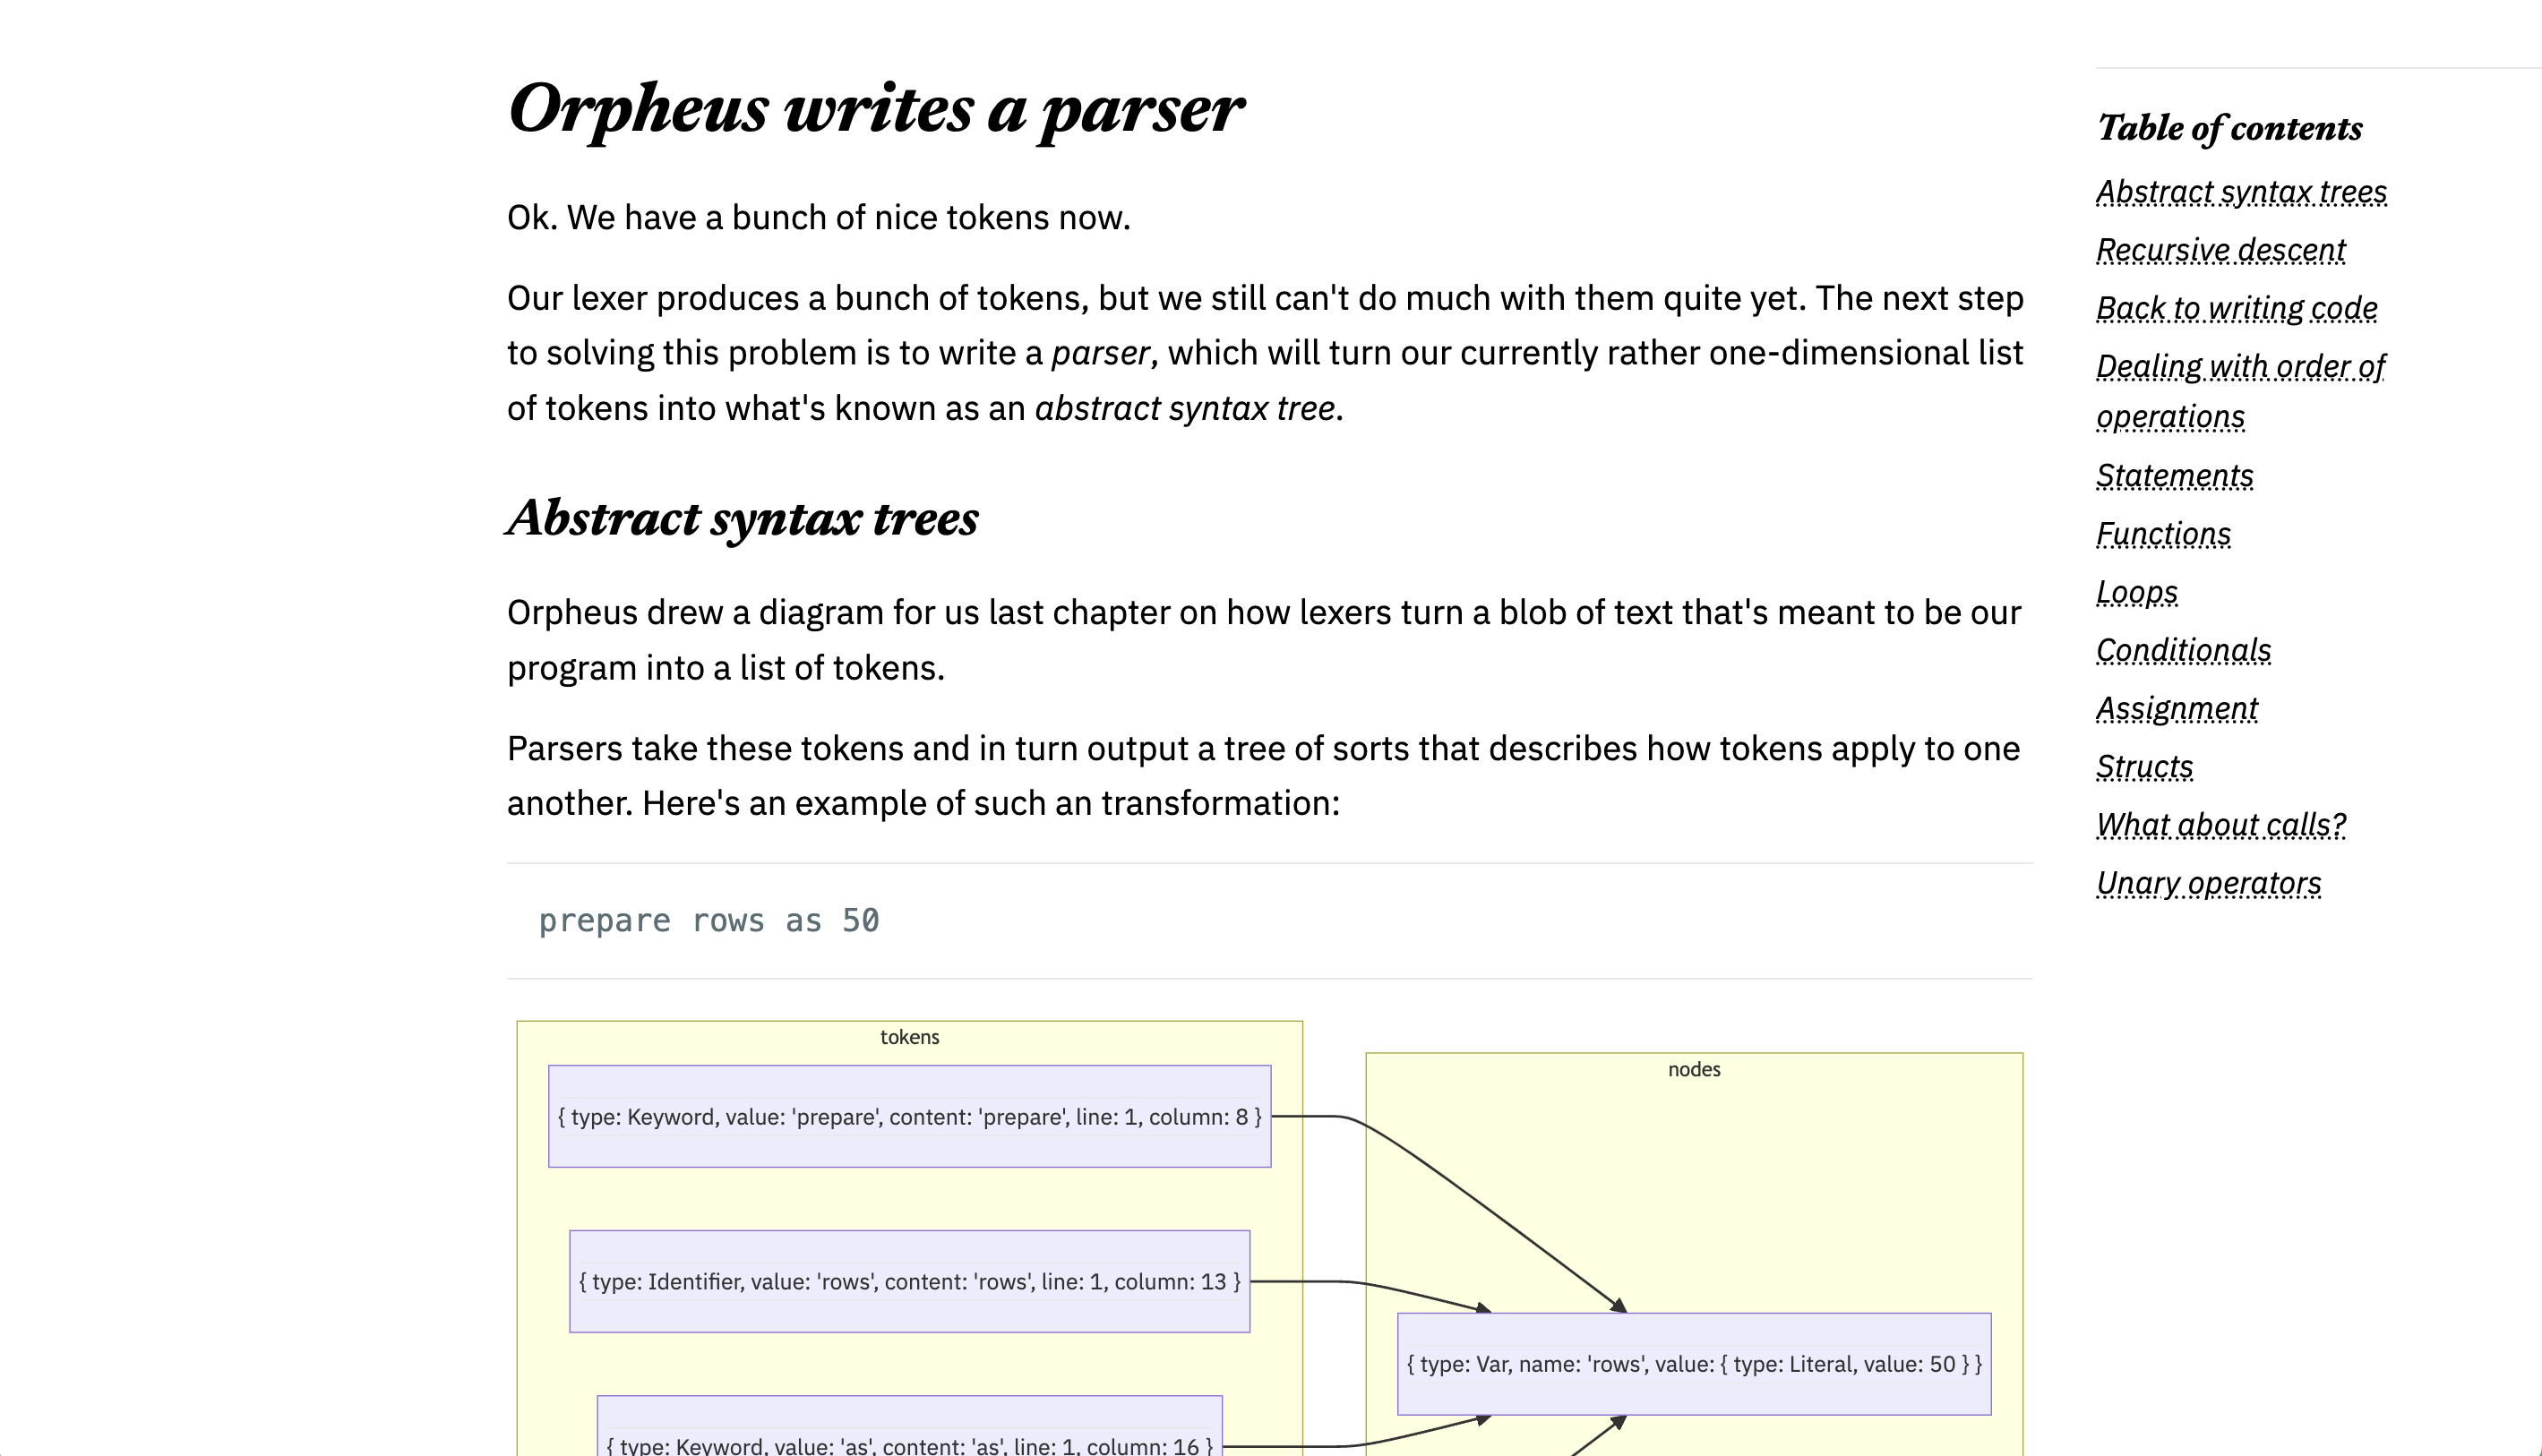 Orpheus writes a parser
Ok. We have a bunch of nice tokens now.
Our lexer produces a bunch of tokens, but we still can't do much with them quite yet. The next step
to solving this problem is to write a parser, which will turn our currently rather one-dimensional list
of tokens into what's known as an abstract syntax tree.
Abstract syntax trees
Orpheus drew a diagram for us last chapter on how lexers turn a blob of text that's meant to be our
program into a list of tokens.
Parsers take these tokens and in turn output a tree of sorts that describes how tokens apply to one
another. Here's an example of such an transformation:
prepare rows as 50
tokens
{ type: Keyword, value: 'prepare', content: 'prepare', line: 1, column: 8 }
{ type: Identifier, value: 'rows', content: 'rows', line: 1, column: 13 }
{ type: Keyword, value: 'as', content: 'as', line: 1, column: 16 }
nodes
{ type: Var, name: 'rows', value: { type: Literal, value: 50 } }
Table of contents
Abstract syntax trees
Recursive descent
Back to writing code
Dealing with order of
operations
Statements
Functions
Loops
Conditionals
Assignment
Structs
What about calls?
Unary operators